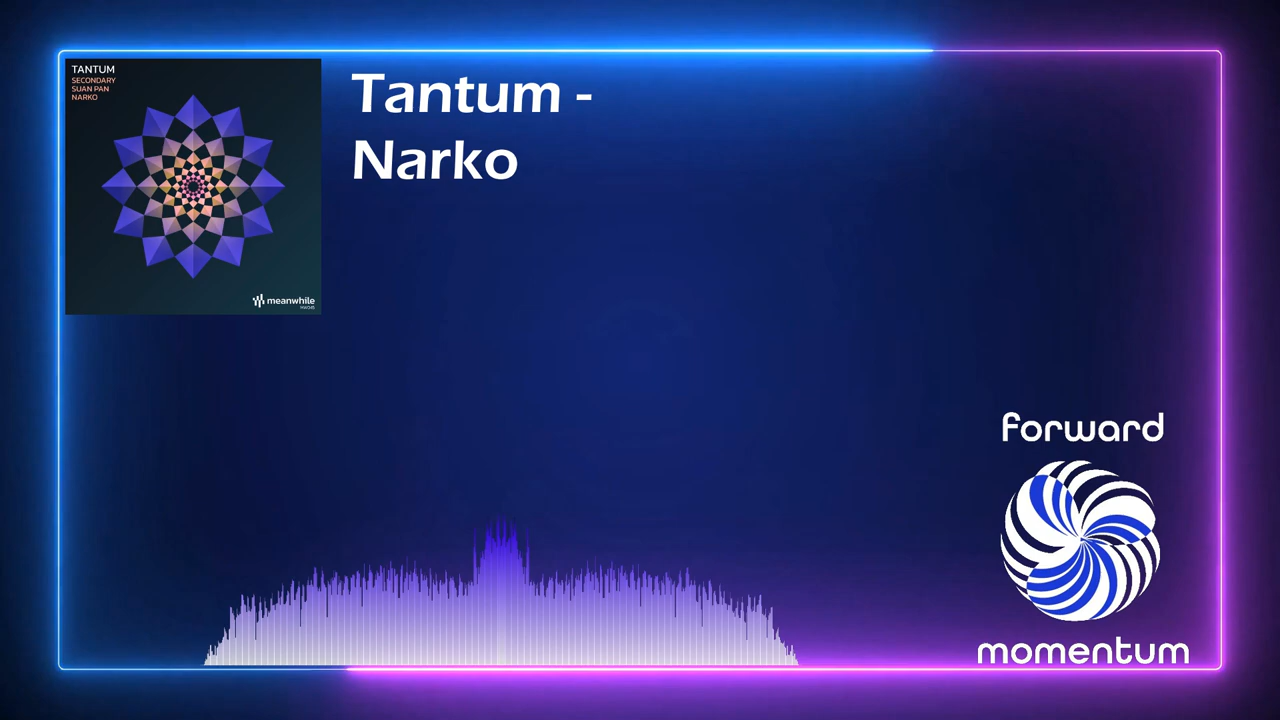 TANTUM
SECONDARY
SUAN PAN
NARKO
meanwhile
Tantum -
Narko
forward
momentum